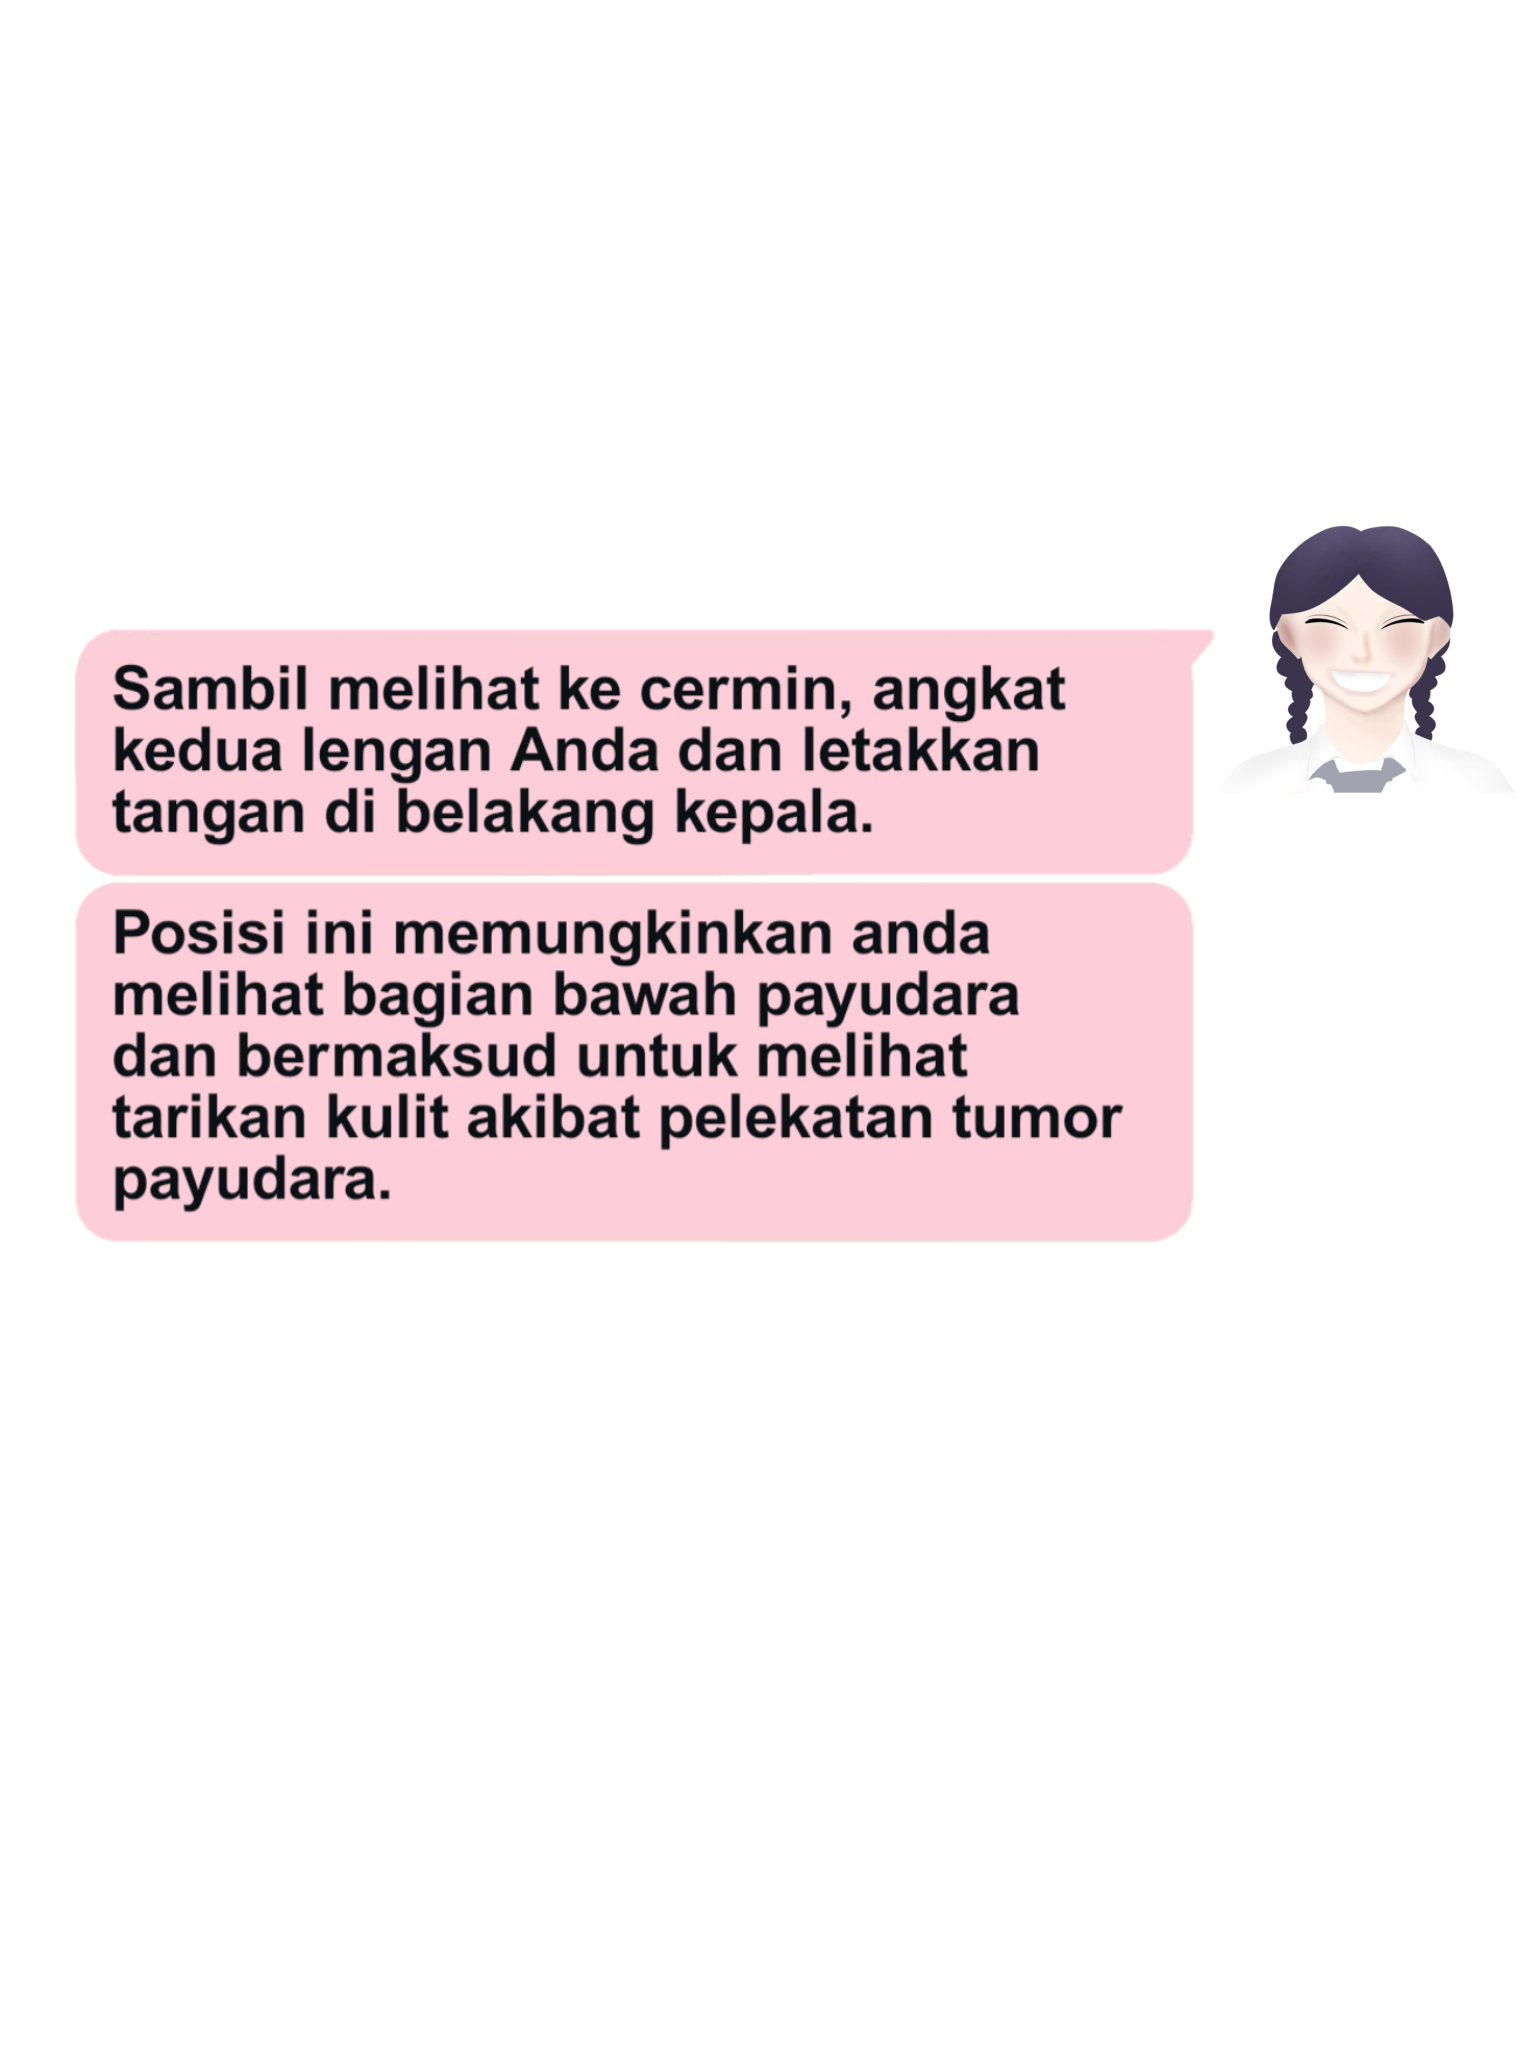 Sambil melihat ke cermin, angkat
kedua lengan Anda dan letakkan
tangan di belakang kepala.
Posisi ini memungkinkan anda
melihat bagian bawah payudara
dan bermaksud untuk melihat
tarikan kulit akibat pelekatan tumor
payudara.